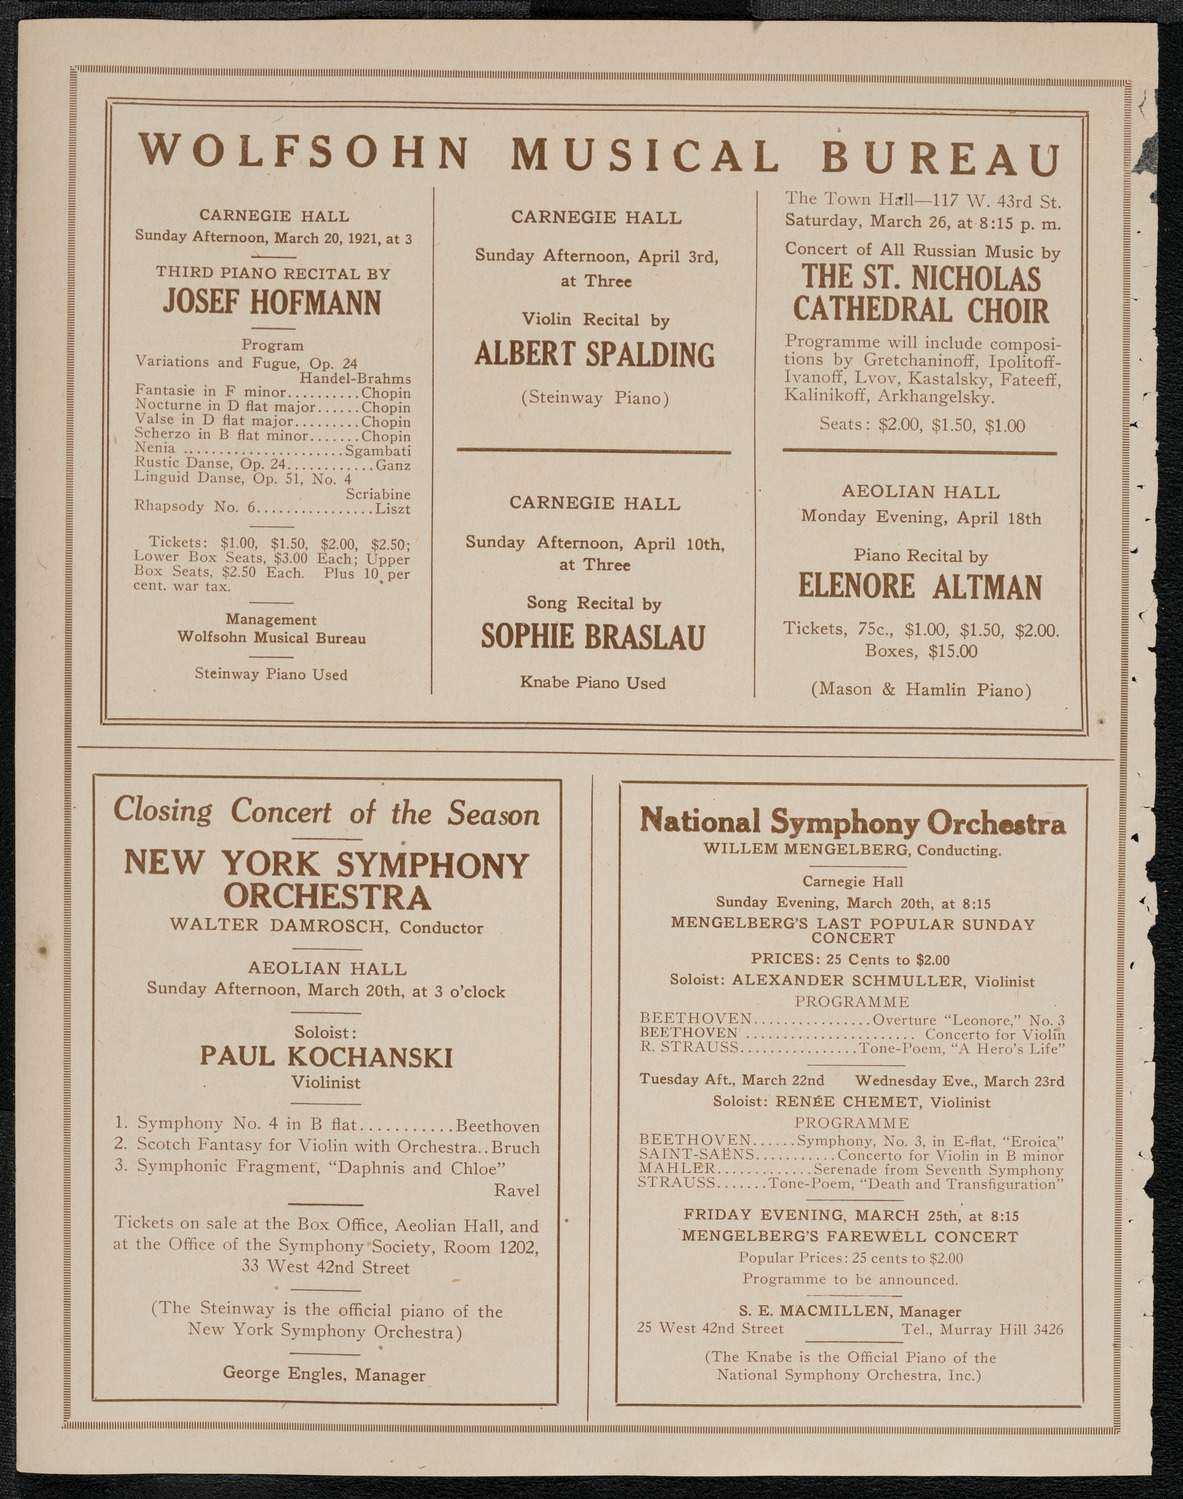 WOLFSOHN MUSICAL BUREAU
CARNEGIE HALL
Sunday Afternoon, March 20, 1921, at 3
THIRD PIANO RECITAL BY
JOSEF HOFMANN
Program
Variations and Fugue, Op. 24
Handel-Brahms
Fantasie in F minor..........Chopin
Nocturne in D flat major......Chopin
Valse in D flat major.........Chopin
Scherzo in B flat minor.......Chopin
Nenia ......................Sgambati
Rustic Danse, Op. 24............Ganz
Linguid Danse, Op. 51, No. 4
Scriabine
Rhapsody No. 6................Liszt
Tickets: $1.00, $1.50, $2.00, $2.50;
Lower Box Seats, $3.00 Each; Upper
Box Seats, $2.50 Each. Plus 10 per
cent. war tax.
Management
Wolfsohn Musical Bureau
Steinway Piano Used
CARNEGIE HALL
Sunday Afternoon, April 3rd,
at Three
Violin Recital by
ALBERT SPALDING
(Steinway Piano)
CARNEGIE HALL
Sunday Afternoon, April 10th,
at Three
Song Recital by
SOPHIE BRASLAU
Knabe Piano Used
The Town Hall—117 W. 43rd St.
Saturday, March 26, at 8:15 p. m.
Concert of All Russian Music by
THE ST. NICHOLAS
CATHEDRAL CHOIR
Programme will include composi-
tions by Gretchaninoff, Ipolitoff-
Ivanoff, Lvov, Kastalsky, Fateeff,
Kalinikoff, Arkhangelsky.
Seats: $2.00, $1.50, $1.00
AEOLIAN HALL
Monday Evening, April 18th
Piano Recital by
ELENORE ALTMAN
Tickets, 75c., $1.00, $1.50, $2.00.
Boxes, $15.00
(Mason & Hamlin Piano)
Closing Concert of the Season
NEW YORK SYMPHONY
ORCHESTRA
WALTER DAMROSCH, Conductor
AEOLIAN HALL
Sunday Afternoon, March 20th, at 3 o'clock
Soloist:
PAUL KOCHANSKI
Violinist
1. Symphony No. 4 in B flat...........Beethoven
2. Scotch Fantasy for Violin with Orchestra..Bruch
3. Symphonic Fragment, "Daphnis and Chloe"
Ravel
Tickets on sale at the Box Office, Aeolian Hall, and
at the Office of the Symphony Society, Room 1202,
33 West 42nd Street
(The Steinway is the official piano of the
New York Symphony Orchestra)
George Engles, Manager
National Symphony Orchestra
WILLEM MENGELBERG, Conducting.
Carnegie Hall
Sunday Evening, March 20th, at 8:15
MENGELBERG'S LAST POPULAR SUNDAY
CONCERT
PRICES: 25 Cents to $2.00
Soloist: ALEXANDER SCHMULLER, Violinist
PROGRAMME
BEETHOVEN................Overture "Leonore," No. 3
BEETHOVEN ....................... Concerto for Violin
R. STRAUSS................Tone-Poem, "A Hero's Life"
Tuesday Aft., March 22nd Wednesday Eve., March 23rd
Soloist: RENÉE CHEMET, Violinist
PROGRAMME
BEETHOVEN......Symphony, No. 3, in E-flat, "Eroica"
SAINT-SAËNS...........Concerto for Violin in B minor
MAHLER.............Serenade from Seventh Symphony
STRAUSS.......Tone-Poem, "Death and Transfiguration"
FRIDAY EVENING, MARCH 25th, at 8:15
MENGELBERG'S FAREWELL CONCERT
Popular Prices: 25 cents to $2.00
Programme to be announced.
S. E. MACMILLEN, Manager
25 West 42nd Street Tel., Murray Hill 3426
(The Knabe is the Official Piano of the
National Symphony Orchestra, Inc.)